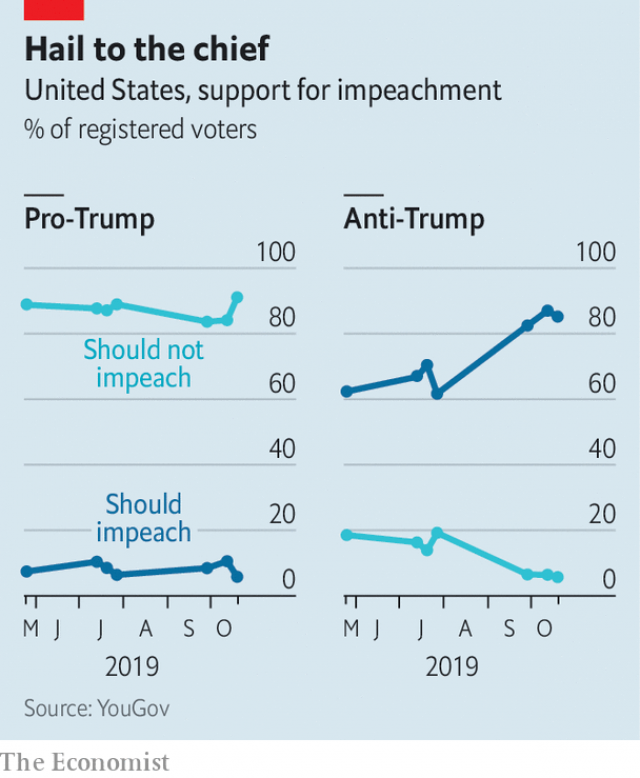 Hail to the chief
United States, support for impeachment
% of registered voters
Pro-Trump
100
80
Should not
impeach
60
40
Should
impeach
20
0
M J J A S O
2019
Anti-Trump
100
80
60
40
20
0
M J J A S O
2019
Source: YouGov
The Economist